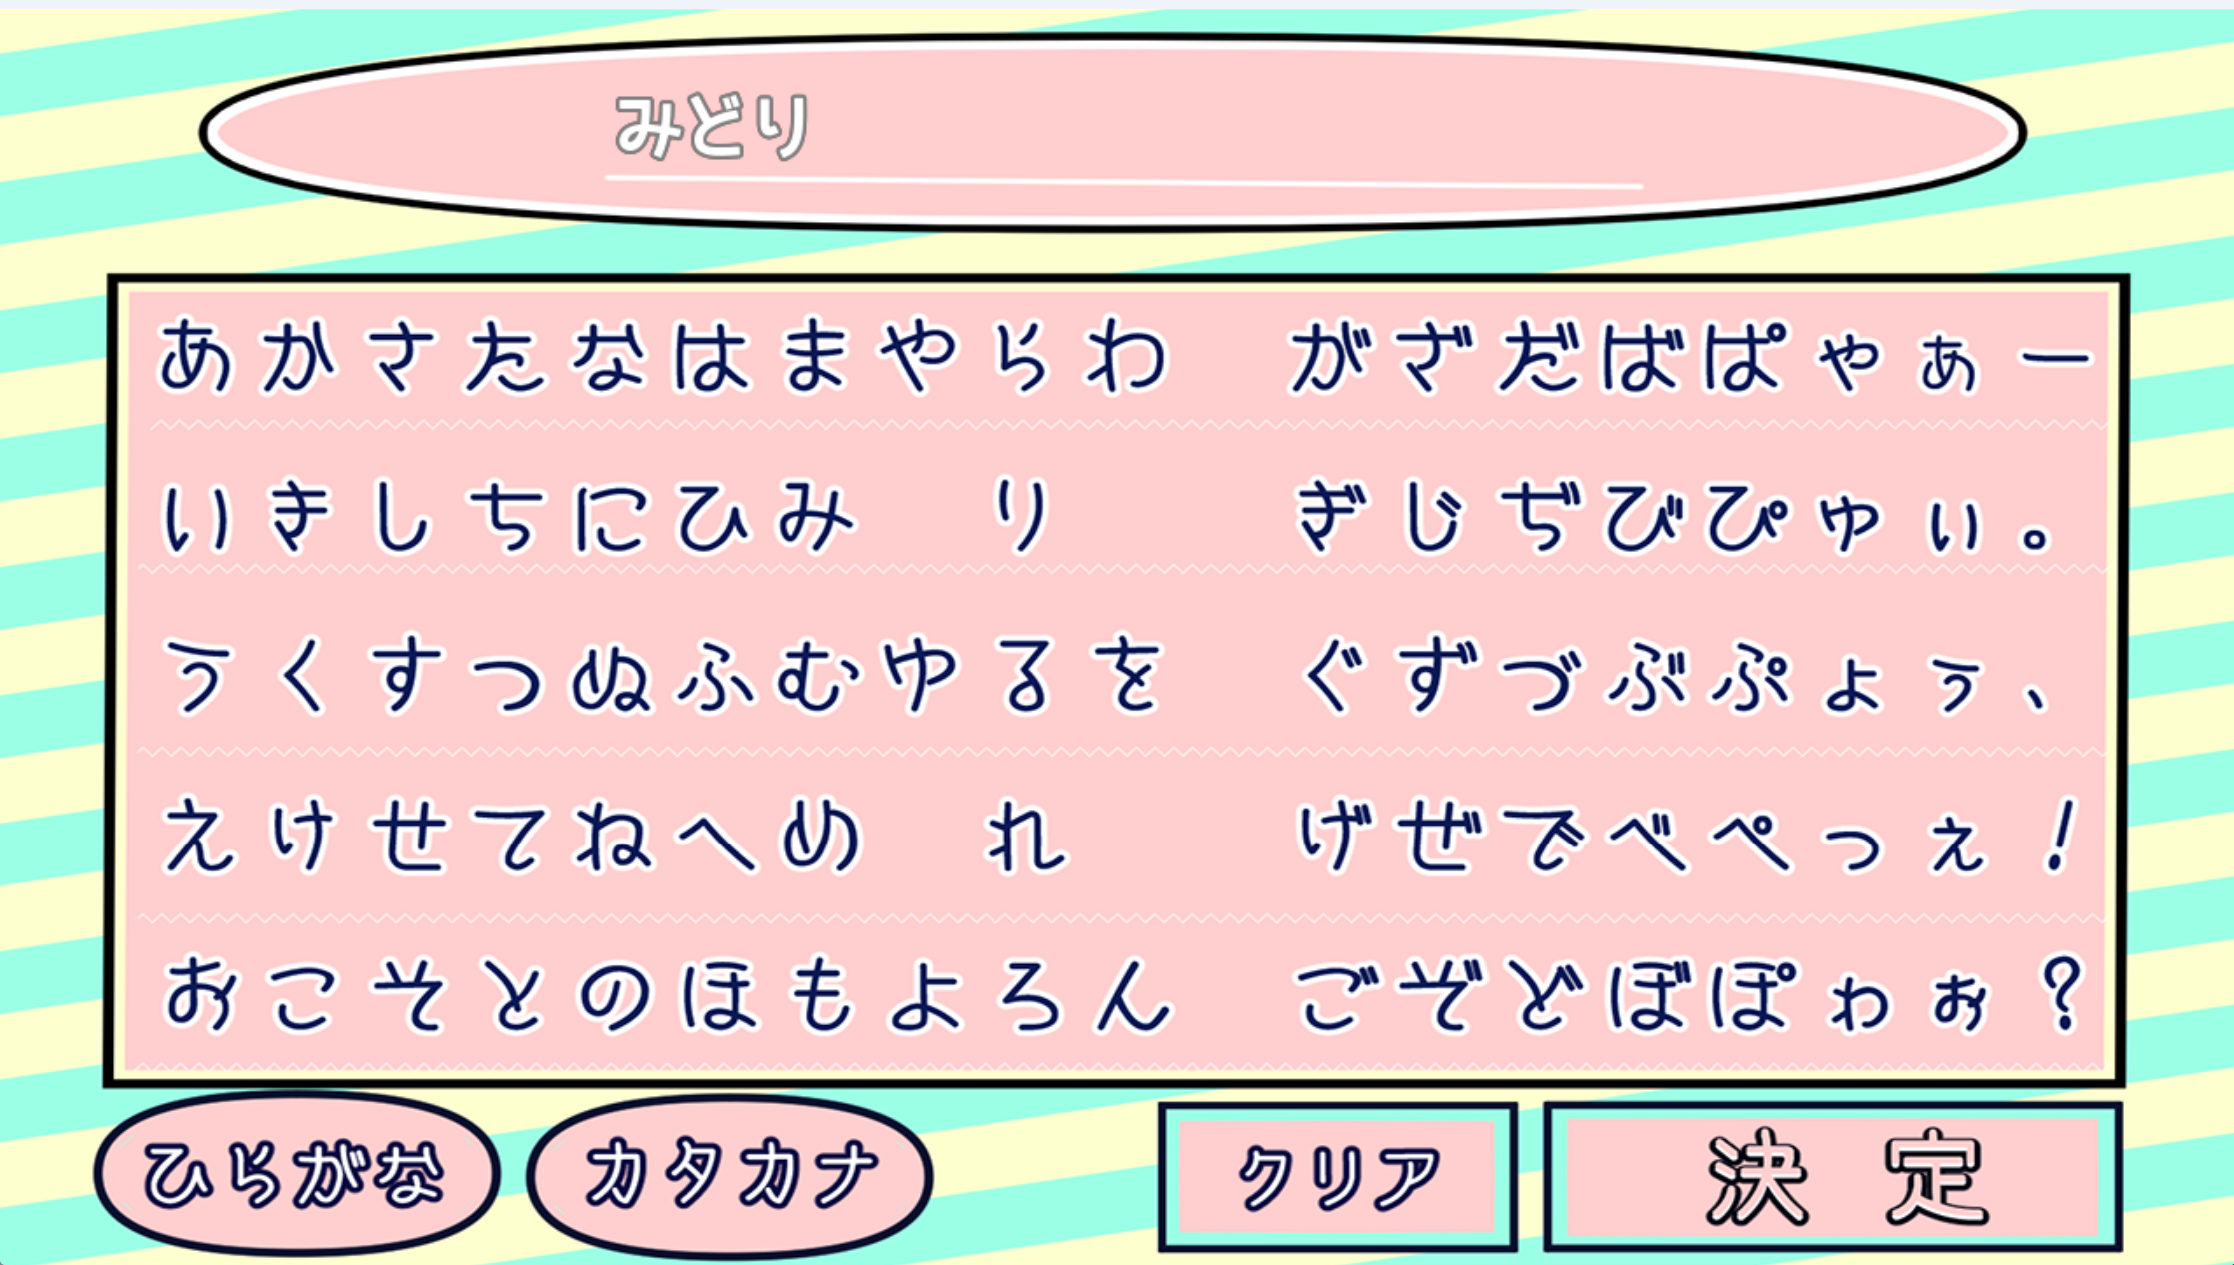 みどり
あかさたなはまやらわ がざだばぱゃぁー
いきしちにひみ り ぎじぢびぴゅぃ。
うくすつぬふむゆるを ぐずづぶぷょぅ、
えけせてねへめ れ げぜでべぺっぇ！
おこそとのほもよろん ごぞどぼぽゎぉ？
ひらがな カタカナ クリア 決定